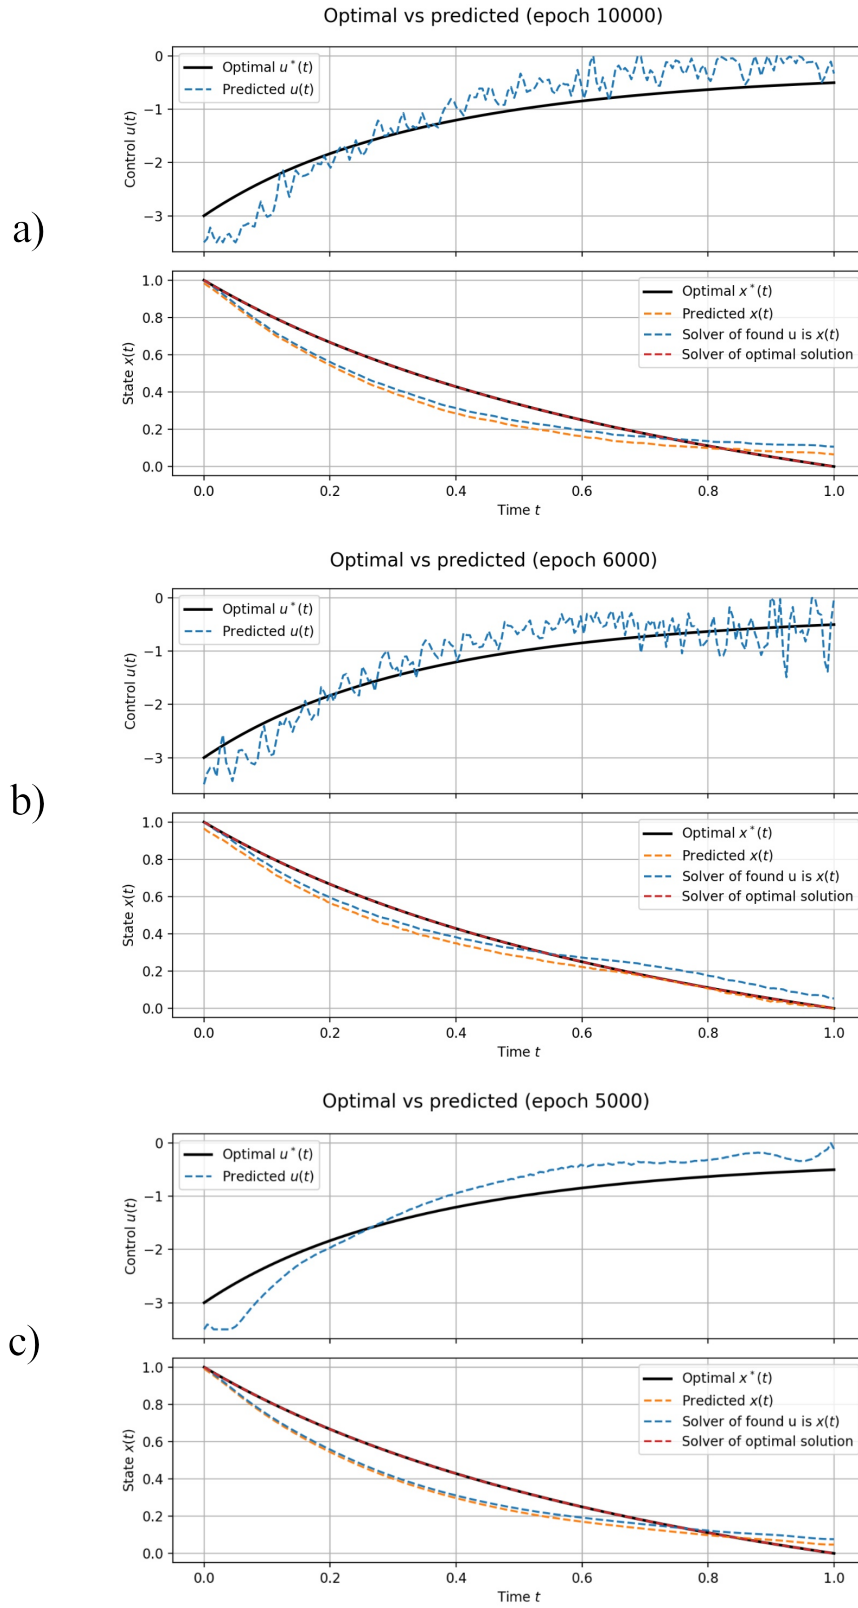 Optimal vs predicted (epoch 10000)
a)
Control u(t)
0
−1
−2
−3
Optimal u*(t)
Predicted u(t)
State x(t)
1.0
0.8
0.6
0.4
0.2
0.0
Optimal x*(t)
Predicted x(t)
Solver of found u is x(t)
Solver of optimal solution
0.0 0.2 0.4 0.6 0.8 1.0
Time t
Optimal vs predicted (epoch 6000)
b)
Control u(t)
0
−1
−2
−3
Optimal u*(t)
Predicted u(t)
State x(t)
1.0
0.8
0.6
0.4
0.2
0.0
Optimal x*(t)
Predicted x(t)
Solver of found u is x(t)
Solver of optimal solution
0.0 0.2 0.4 0.6 0.8 1.0
Time t
Optimal vs predicted (epoch 5000)
c)
Control u(t)
0
−1
−2
−3
Optimal u*(t)
Predicted u(t)
State x(t)
1.0
0.8
0.6
0.4
0.2
0.0
Optimal x*(t)
Predicted x(t)
Solver of found u is x(t)
Solver of optimal solution
0.0 0.2 0.4 0.6 0.8 1.0
Time t